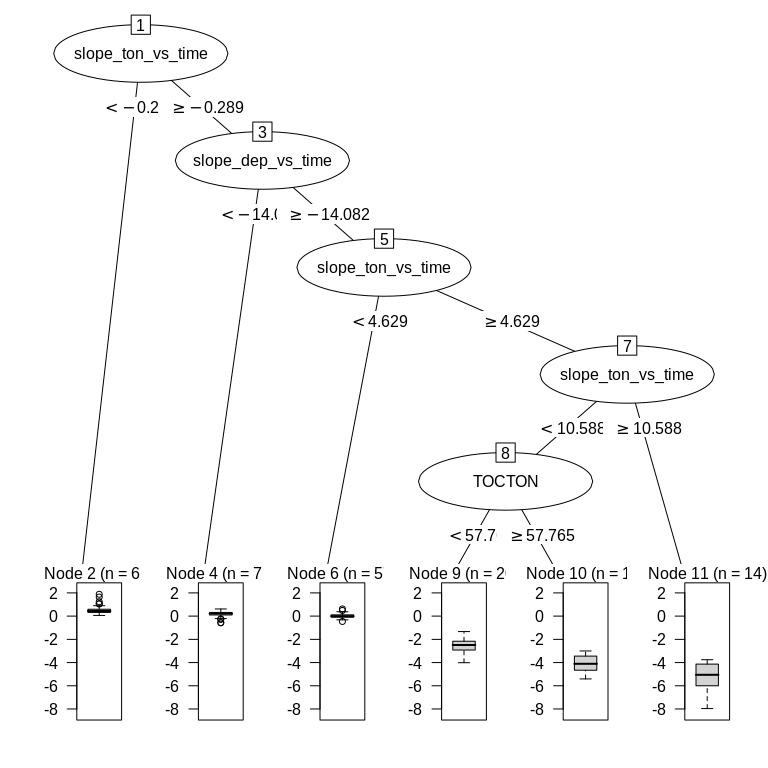 1
slope_ton_vs_time
< −0.2 ≥ −0.289
3
slope_dep_vs_time
< −14.0 ≥ −14.082
5
slope_ton_vs_time
< 4.629 ≥ 4.629
7
slope_ton_vs_time
< 10.588 ≥ 10.588
8
TOCTON
< 57.7 ≥ 57.765
Node 2 (n = 6 Node 4 (n = 7 Node 6 (n = 5 Node 9 (n = 20 Node 10 (n = 1 Node 11 (n = 14)
2 2 2 2 2 2
0 0 0 0 0 0
-2 -2 -2 -2 -2 -2
-4 -4 -4 -4 -4 -4
-6 -6 -6 -6 -6 -6
-8 -8 -8 -8 -8 -8